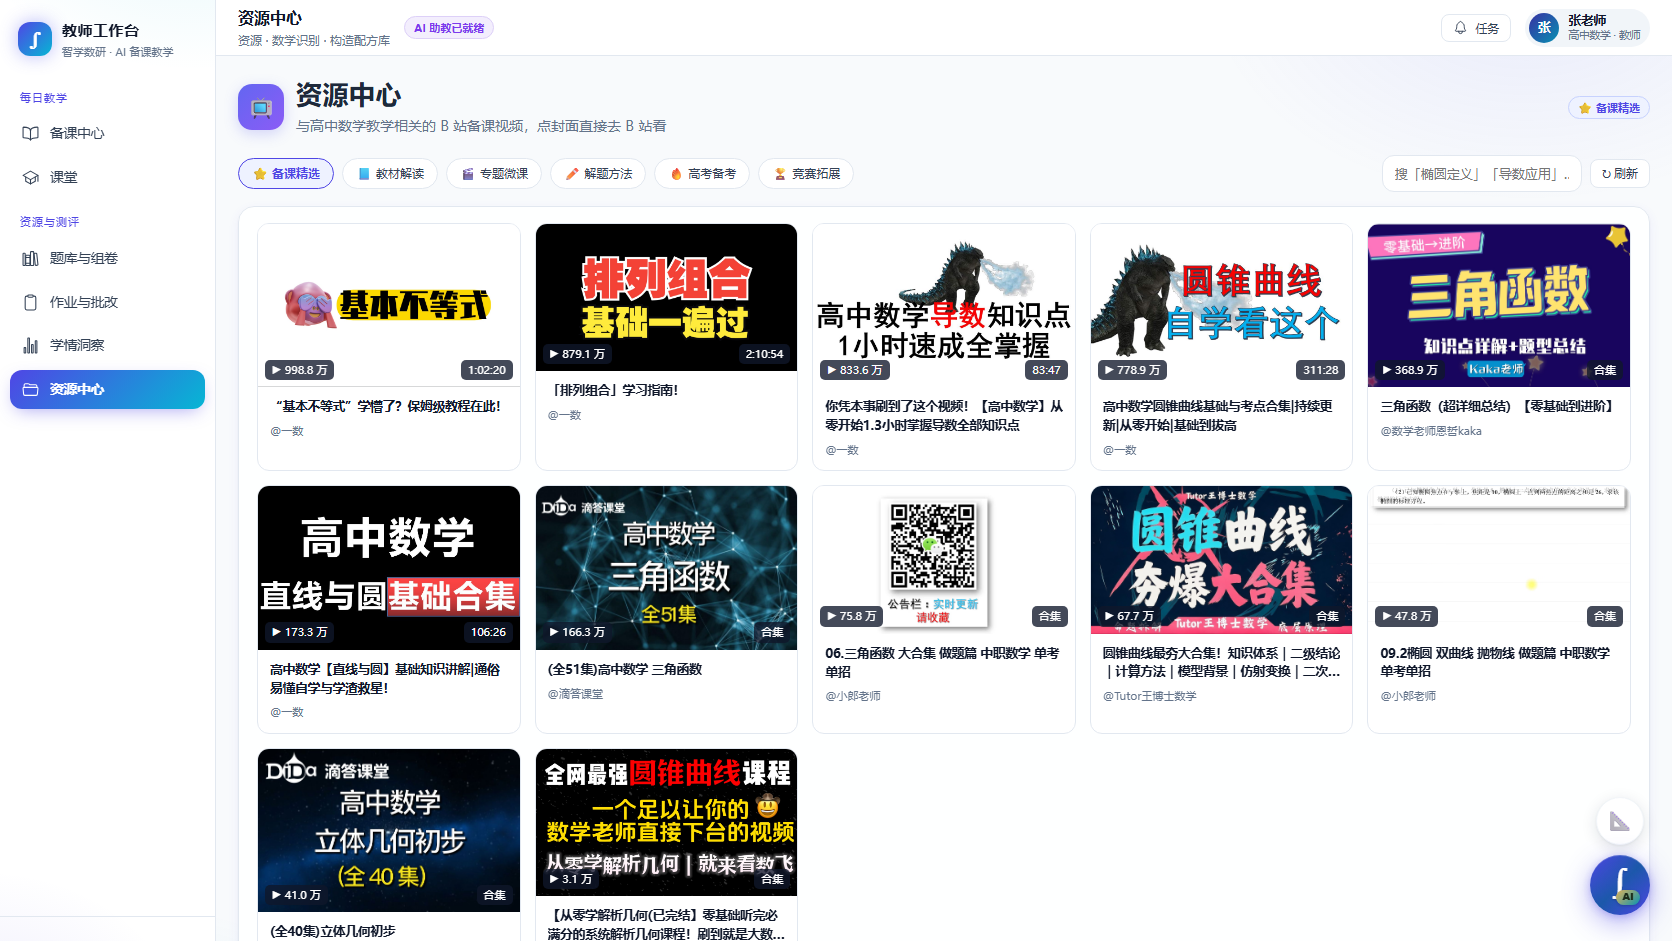 教师工作台
智学数研 · AI 备课教学
每日教学
备课中心
课堂
资源与测评
题库与组卷
作业与批改
学情洞察
资源中心
资源中心
资源 · 数学识别 · 构造配方库
AI 助教已就绪
任务
张
张老师
高中数学 · 教师
资源中心
与高中数学教学相关的 B 站备课视频，点封面直接去 B 站看
备课精选
备课精选
教材解读
专题微课
解题方法
高考备考
竞赛拓展
搜「椭圆定义」「导数应用」..
↻ 刷新
基本不等式
▶ 998.8 万
1:02:20
“基本不等式”学懵了？保姆级教程在此！
@一数
排列组合
基础一遍过
▶ 879.1 万
2:10:54
「排列组合」学习指南！
@一数
高中数学导数知识点
1小时速成全掌握
▶ 833.6 万
83:47
你凭本事刷到了这个视频！【高中数学】从
零开始1.3小时掌握导数全部知识点
@一数
圆锥曲线
自学看这个
▶ 778.9 万
311:28
高中数学圆锥曲线基础与考点合集|持续更
新|从零开始|基础到拔高
@一数
零基础→进阶
三角函数
知识点详解+题型总结
Kaka老师
▶ 368.9 万
合集
三角函数（超详细总结）【零基础到进阶】
@数学老师恩哲kaka
高中数学
直线与圆基础合集
▶ 173.3 万
106:26
高中数学【直线与圆】基础知识讲解|通俗
易懂自学与学渣救星！
@一数
DiDa 滴答课堂
高中数学
三角函数
全51集
▶ 166.3 万
合集
(全51集)高中数学 三角函数
@滴答课堂
公告栏：实时更新
请收藏
▶ 75.8 万
合集
06.三角函数 大合集 做题篇 中职数学 单考
单招
@小郎老师
Tutor王博士数学
圆锥曲线
夯爆大合集
Tutor王博士数学
▶ 67.7 万
合集
圆锥曲线最夯大合集！知识体系｜二级结论
｜计算方法｜模型背景｜仿射变换｜二次...
@Tutor王博士数学
▶ 47.8 万
合集
09.2椭圆 双曲线 抛物线 做题篇 中职数学
单考单招
@小郎老师
DiDa 滴答课堂
高中数学
立体几何初步
(全 40 集)
▶ 41.0 万
合集
(全40集)立体几何初步
全网最强圆锥曲线课程
一个足以让你的
数学老师直接下台的视频
从零学解析几何 | 就来看数飞
▶ 3.1 万
合集
【从零学解析几何(已完结】零基础听完必
满分的系统解析几何课程！刷到就是大数...
AI